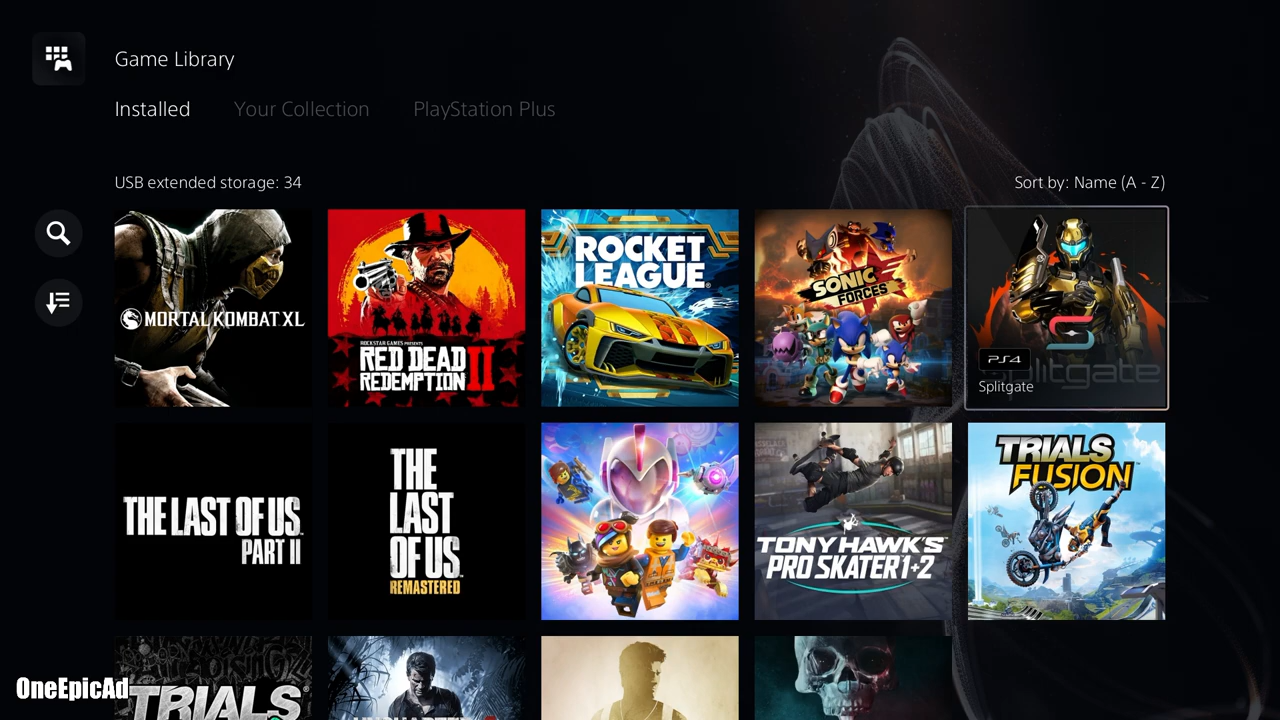 Game Library
Installed
Your Collection
PlayStation Plus
USB extended storage: 34
Sort by: Name (A - Z)
MORTAL KOMBAT XL
ROCKSTAR GAMES PRESENTS
RED DEAD
REDEMPTION II
ROCKET
LEAGUE
SONIC
FORCES
PS4
Splitgate
Splitgate
THE LAST OF US
PART II
THE
LAST
OF US
REMASTERED
TONY HAWK'S
PRO SKATER 1+2
TRIALS
FUSION
TRIALS
UNCHARTED
OneEpicAd